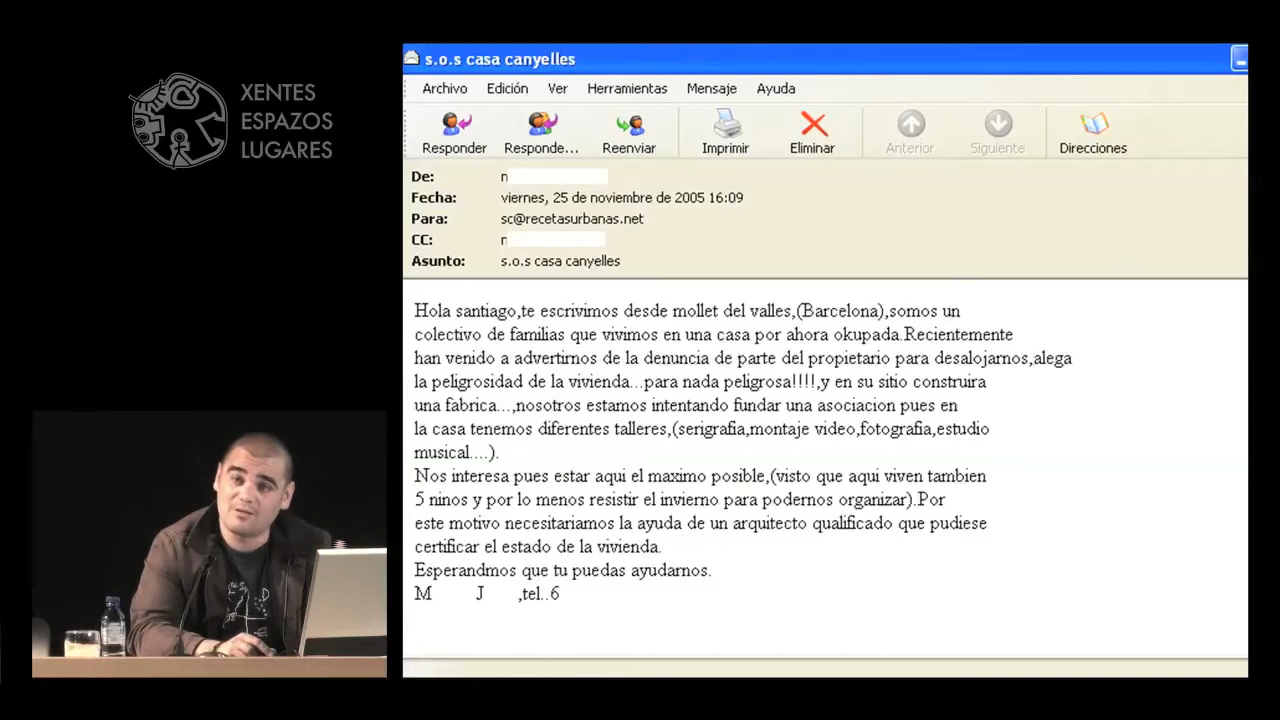 XENTES
ESPAZOS
LUGARES
s.o.s casa canyelles
Archivo Edición Ver Herramientas Mensaje Ayuda
Responder Responde... Reenviar Imprimir Eliminar Anterior Siguiente Direcciones
De: n
Fecha: viernes, 25 de noviembre de 2005 16:09
Para: sc@recetasurbanas.net
CC: n
Asunto: s.o.s casa canyelles
Hola santiago,te escrivimos desde mollet del valles,(Barcelona),somos un
colectivo de familias que vivimos en una casa por ahora okupada.Recientemente
han venido a advertirnos de la denuncia de parte del propietario para desalojarnos,alega
la peligrosidad de la vivienda...para nada peligrosa!!!!,y en su sitio construira
una fabrica...,nosotros estamos intentando fundar una asociacion pues en
la casa tenemos diferentes talleres,(serigrafia,montaje video,fotografia,estudio
musical....).
Nos interesa pues estar aqui el maximo posible,(visto que aqui viven tambien
5 ninos y por lo menos resistir el invierno para podernos organizar).Por
este motivo necesitariamos la ayuda de un arquitecto qualificado que pudiese
certificar el estado de la vivienda.
Esperandmos que tu puedas ayudarnos.
M J ,tel..6